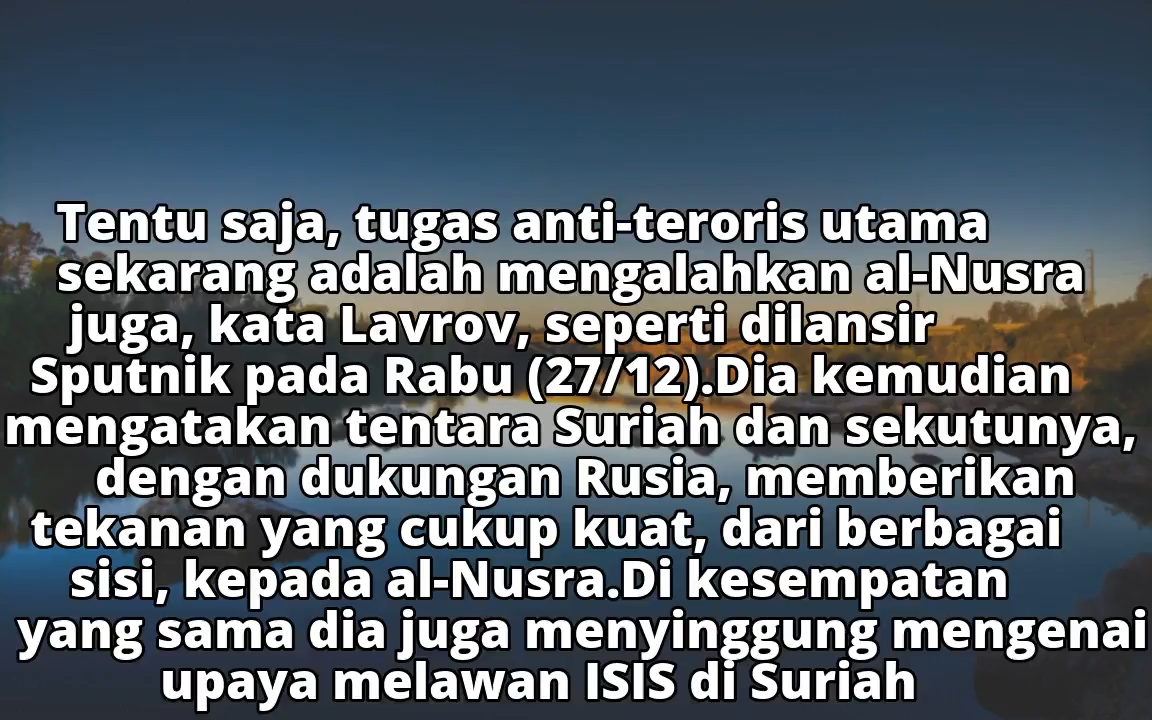 Tentu saja, tugas anti-teroris utama
sekarang adalah mengalahkan al-Nusra
juga, kata Lavrov, seperti dilansir
Sputnik pada Rabu (27/12).Dia kemudian
mengatakan tentara Suriah dan sekutunya,
dengan dukungan Rusia, memberikan
tekanan yang cukup kuat, dari berbagai
sisi, kepada al-Nusra.Di kesempatan
yang sama dia juga menyinggung mengenai
upaya melawan ISIS di Suriah